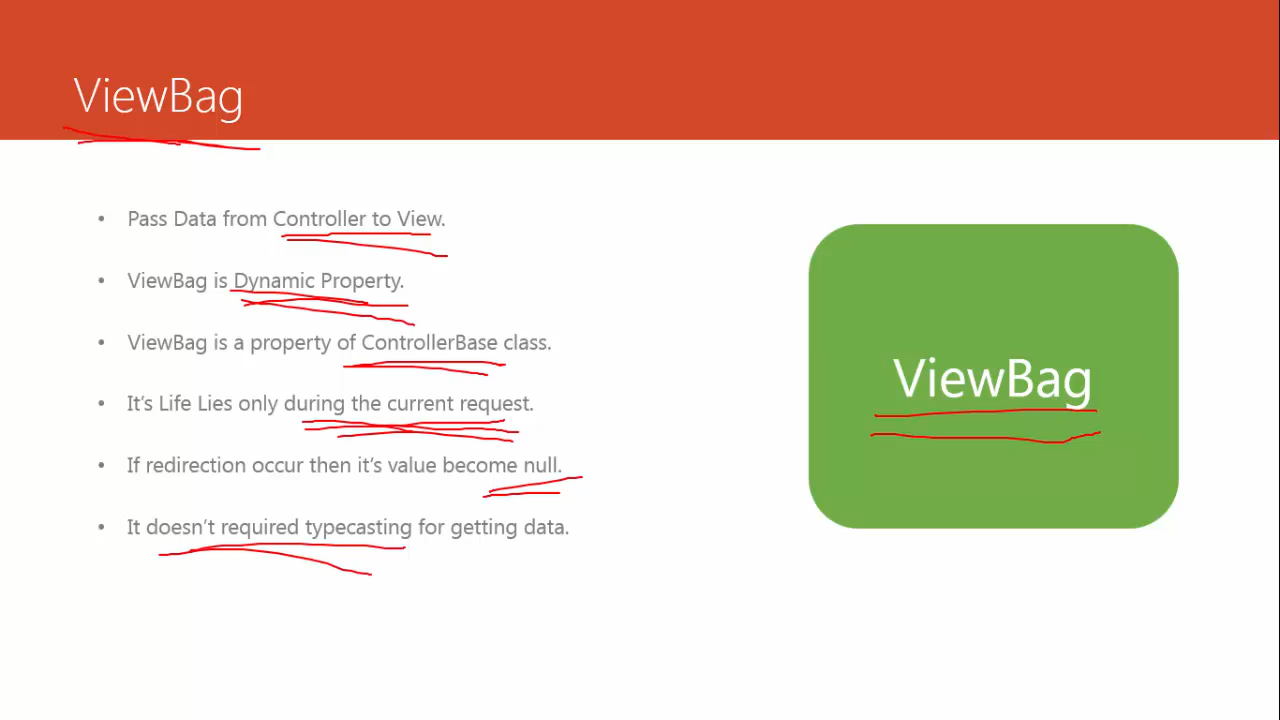 ViewBag
• Pass Data from Controller to View.
• ViewBag is Dynamic Property.
• ViewBag is a property of ControllerBase class.
• It's Life Lies only during the current request.
• If redirection occur then it's value become null.
• It doesn't required typecasting for getting data.
ViewBag